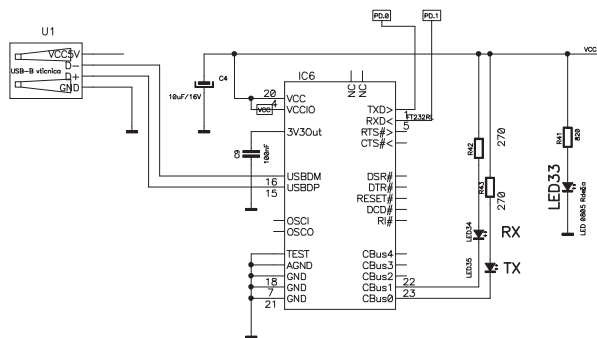 U1
VCC5V
D-
D+
GND
USB-B vticnica
PD.0
PD.1
VCC
C4
10uF/16V
IC6
NC
NC
20
VCC
4
VCCIO
VCC
3V3Out
C9
100nF
USBDM
16
USBDP
15
OSCI
OSCO
TEST
AGND
GND
18
GND
7
GND
21
TXD>
1
RXD<
FT232RL
5
RTS#>
CTS#<
DSR#
DTR#
RESET#
DCD#
RI#
CBus4
CBus3
CBus2
CBus1
22
CBus0
23
R42
270
R43
270
LED34
RX
LED35
TX
R41
820
LED33
LED 0805 Rdeča